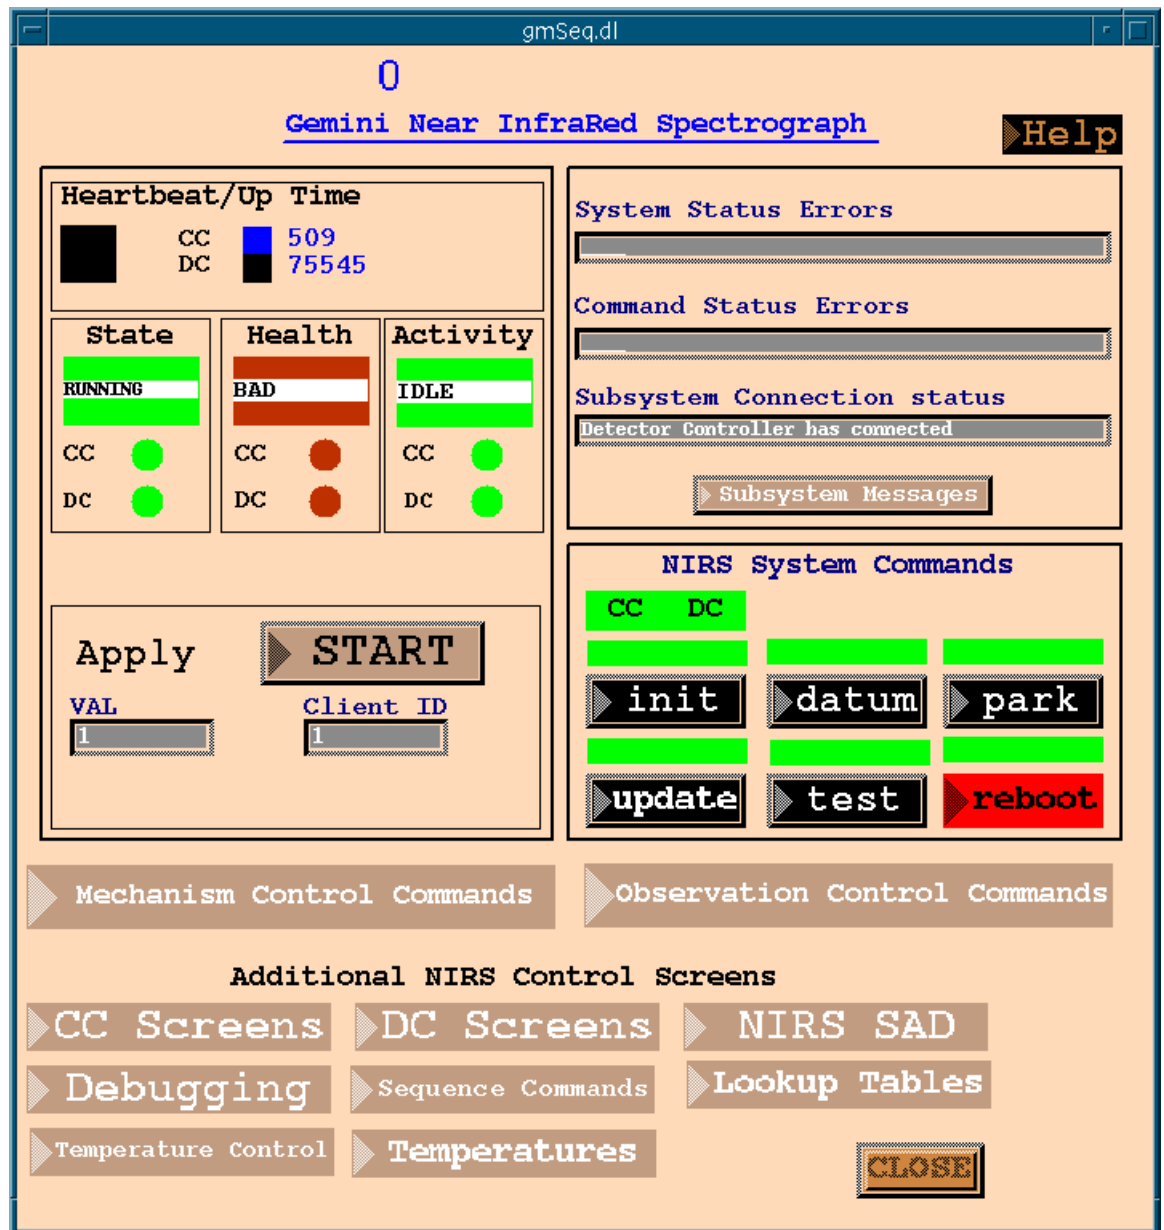 gmSeq.dl
0
Gemini Near InfraRed Spectrograph
Help
Heartbeat/Up Time
CC 509
DC 75545
State Health Activity
RUNNING BAD IDLE
CC CC CC
DC DC DC
System Status Errors
Command Status Errors
Subsystem Connection status
Detector Controller has connected
Subsystem Messages
Apply START
VAL Client ID
1 1
NIRS System Commands
CC DC
init datum park
update test reboot
Mechanism Control Commands
Observation Control Commands
Additional NIRS Control Screens
CC Screens DC Screens NIRS SAD
Debugging Sequence Commands Lookup Tables
Temperature Control Temperatures
CLOSE